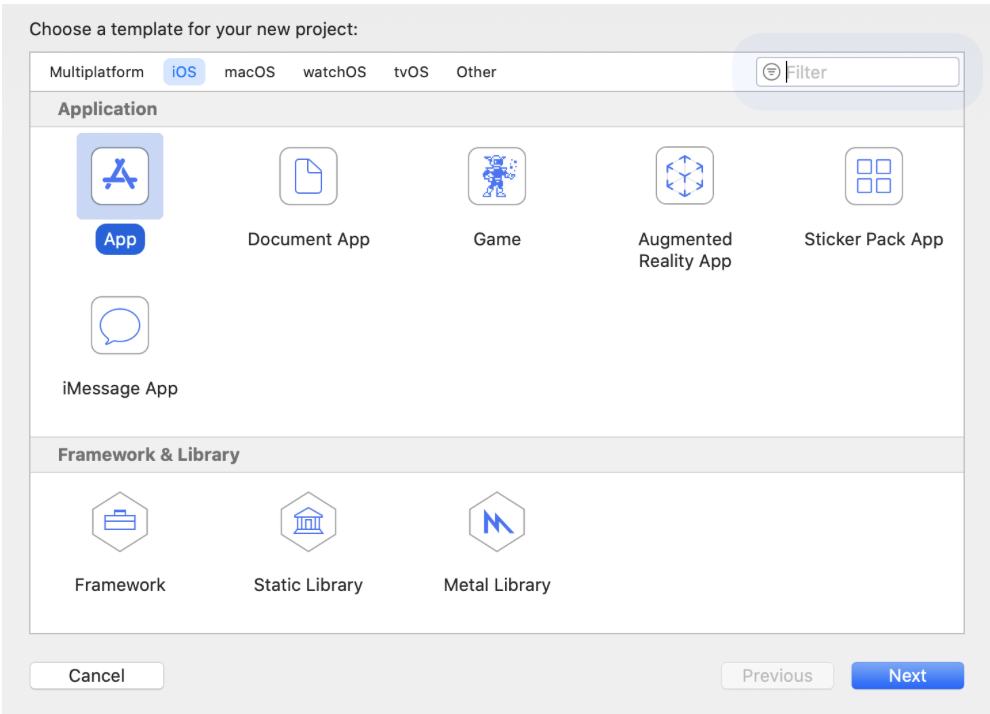 Choose a template for your new project:
Multiplatform iOS macOS watchOS tvOS Other Filter
Application
App Document App Game Augmented Reality App Sticker Pack App
iMessage App
Framework & Library
Framework Static Library Metal Library
Cancel Previous Next